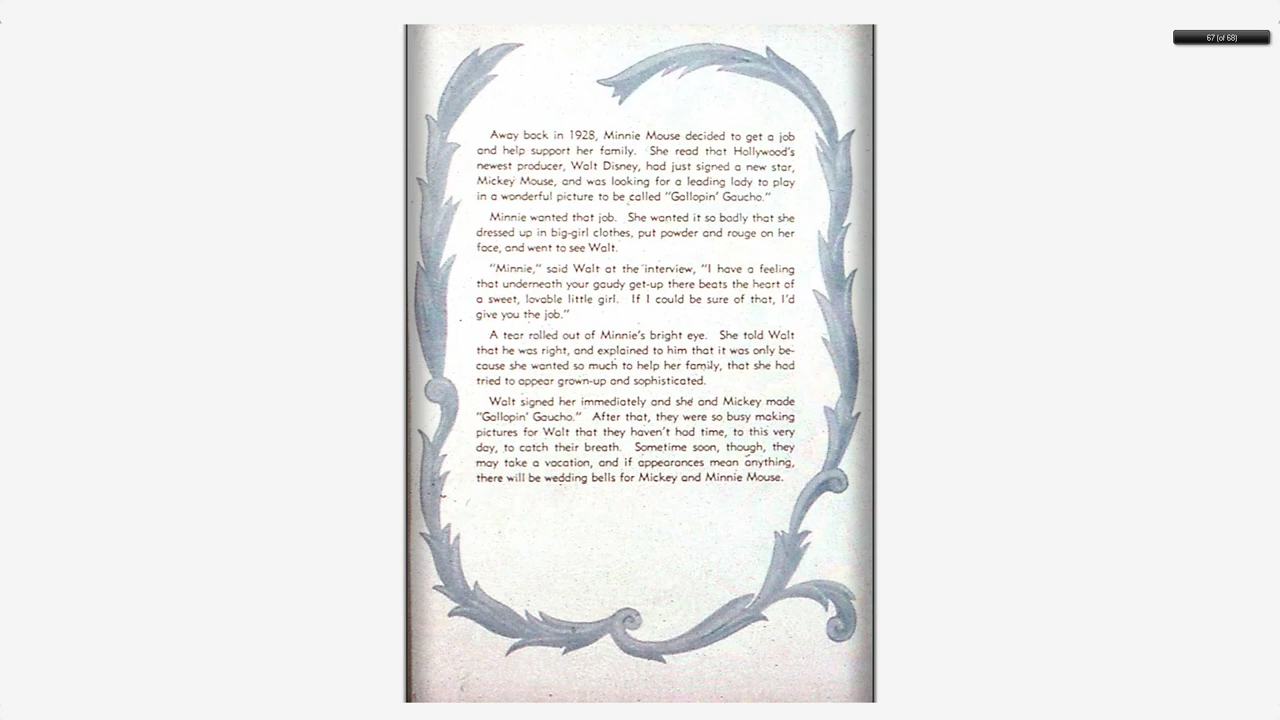 67 (of 68)
Away back in 1928, Minnie Mouse decided to get a job
and help support her family. She read that Hollywood's
newest producer, Walt Disney, had just signed a new star,
Mickey Mouse, and was looking for a leading lady to play
in a wonderful picture to be called "Gallopin' Gaucho."
Minnie wanted that job. She wanted it so badly that she
dressed up in big-girl clothes, put powder and rouge on her
face, and went to see Walt.
"Minnie," said Walt at the interview, "I have a feeling
that underneath your gaudy get-up there beats the heart of
a sweet, lovable little girl. If I could be sure of that, I'd
give you the job."
A tear rolled out of Minnie's bright eye. She told Walt
that he was right, and explained to him that it was only be-
cause she wanted so much to help her family, that she had
tried to appear grown-up and sophisticated.
Walt signed her immediately and she and Mickey made
"Gallopin' Gaucho." After that, they were so busy making
pictures for Walt that they haven't had time, to this very
day, to catch their breath. Sometime soon, though, they
may take a vacation, and if appearances mean anything,
there will be wedding bells for Mickey and Minnie Mouse.